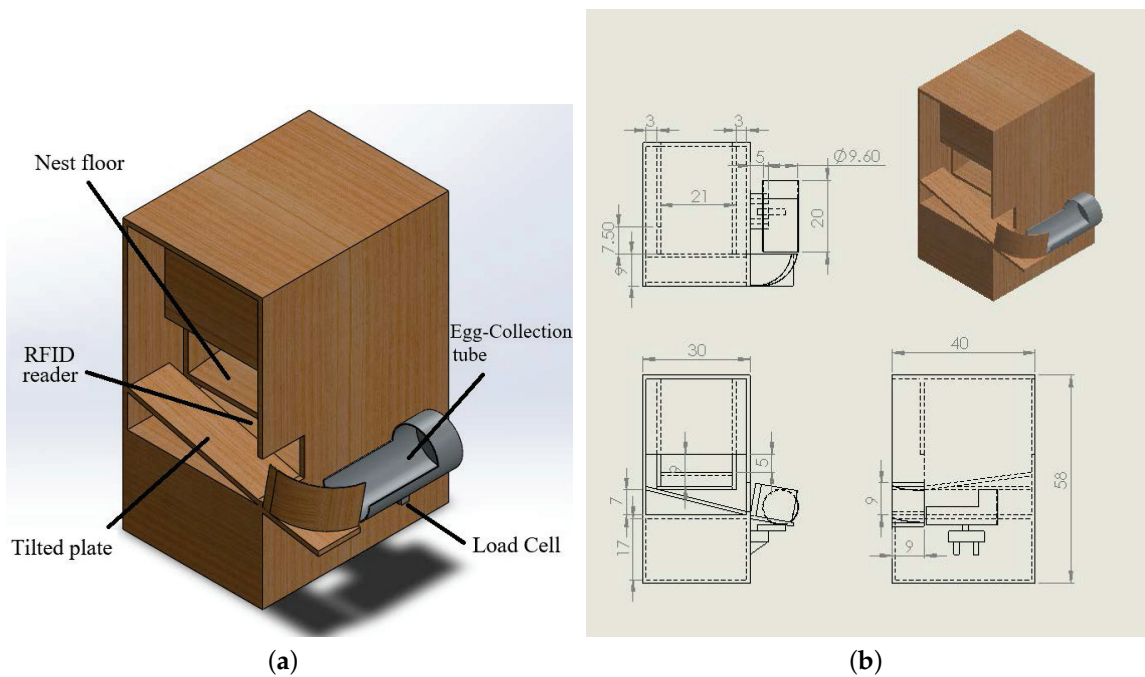 Nest floor
RFID
reader
Tilted plate
Egg-Collection
tube
Load Cell
(a)
3
3
5
Ø9.60
21
20
7.50
9
30
40
9
5
7
17
9
9
58
(b)